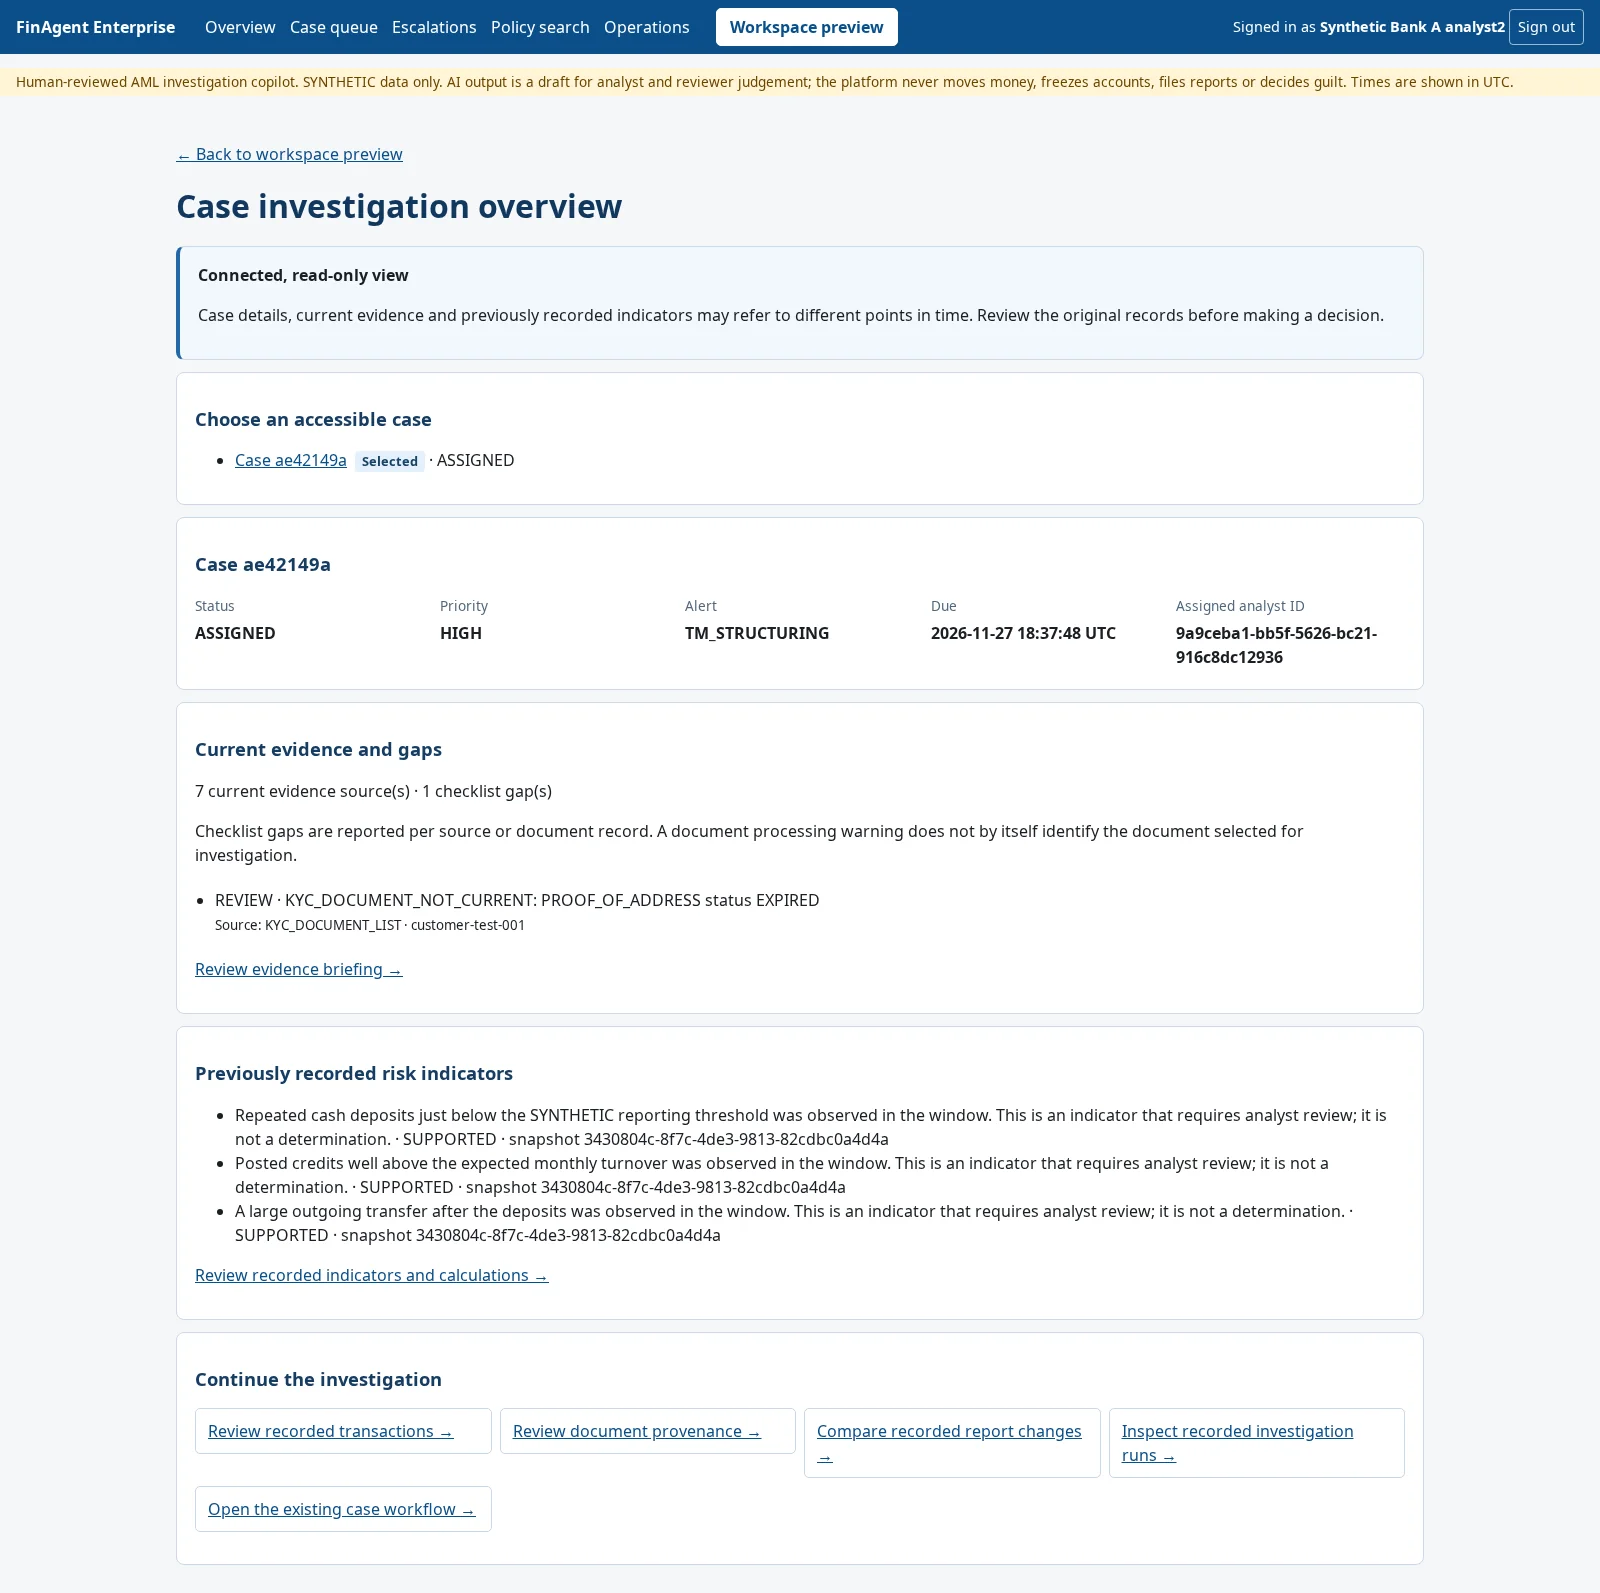 FinAgent Enterprise Overview Case queue Escalations Policy search Operations Workspace preview Signed in as Synthetic Bank A analyst2 Sign out
Human-reviewed AML investigation copilot. SYNTHETIC data only. AI output is a draft for analyst and reviewer judgement; the platform never moves money, freezes accounts, files reports or decides guilt. Times are shown in UTC.
← Back to workspace preview
Case investigation overview
Connected, read-only view
Case details, current evidence and previously recorded indicators may refer to different points in time. Review the original records before making a decision.
Choose an accessible case
• Case ae42149a Selected · ASSIGNED
Case ae42149a
Status Priority Alert Due Assigned analyst ID
ASSIGNED HIGH TM_STRUCTURING 2026-11-27 18:37:48 UTC 9a9ceba1-bb5f-5626-bc21-
916c8dc12936
Current evidence and gaps
7 current evidence source(s) · 1 checklist gap(s)
Checklist gaps are reported per source or document record. A document processing warning does not by itself identify the document selected for
investigation.
• REVIEW · KYC_DOCUMENT_NOT_CURRENT: PROOF_OF_ADDRESS status EXPIRED
Source: KYC_DOCUMENT_LIST · customer-test-001
Review evidence briefing →
Previously recorded risk indicators
• Repeated cash deposits just below the SYNTHETIC reporting threshold was observed in the window. This is an indicator that requires analyst review; it is
not a determination. · SUPPORTED · snapshot 3430804c-8f7c-4de3-9813-82cdbc0a4d4a
• Posted credits well above the expected monthly turnover was observed in the window. This is an indicator that requires analyst review; it is not a
determination. · SUPPORTED · snapshot 3430804c-8f7c-4de3-9813-82cdbc0a4d4a
• A large outgoing transfer after the deposits was observed in the window. This is an indicator that requires analyst review; it is not a determination. ·
SUPPORTED · snapshot 3430804c-8f7c-4de3-9813-82cdbc0a4d4a
Review recorded indicators and calculations →
Continue the investigation
Review recorded transactions →
Review document provenance →
Compare recorded report changes
→
Inspect recorded investigation
runs →
Open the existing case workflow →